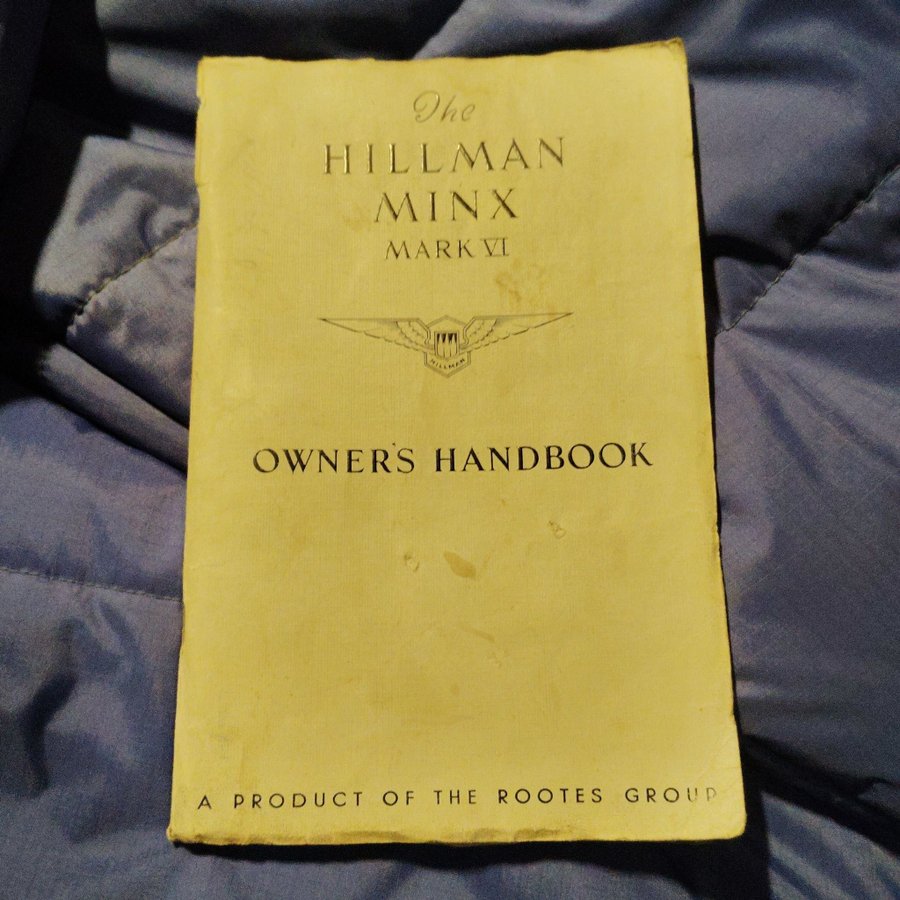 The
HILLMAN
MINX
MARK VI
HILLMAN
OWNER'S HANDBOOK
A PRODUCT OF THE ROOTES GROUP